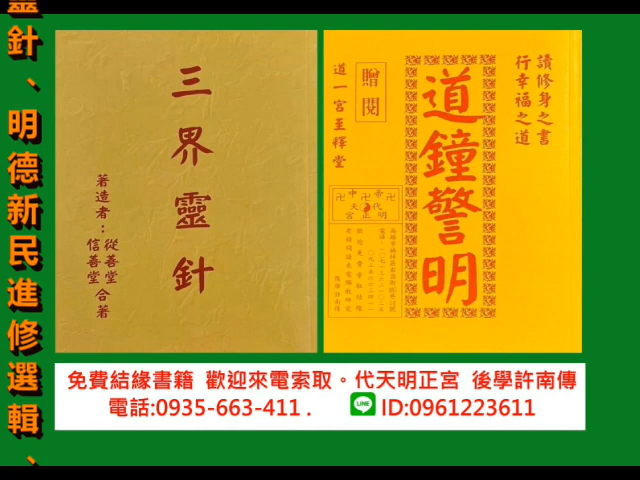 靈針、明德新民進修選輯、
三界靈針
著造者：
從善堂
信善堂
合著
讀修身之書
行幸福之道
道鐘警明
贈閱
道一宮至釋堂
免費結緣書籍 歡迎來電索取。代天明正宮 後學許南傳
電話:0935-663-411 .
LINE
ID:0961223611